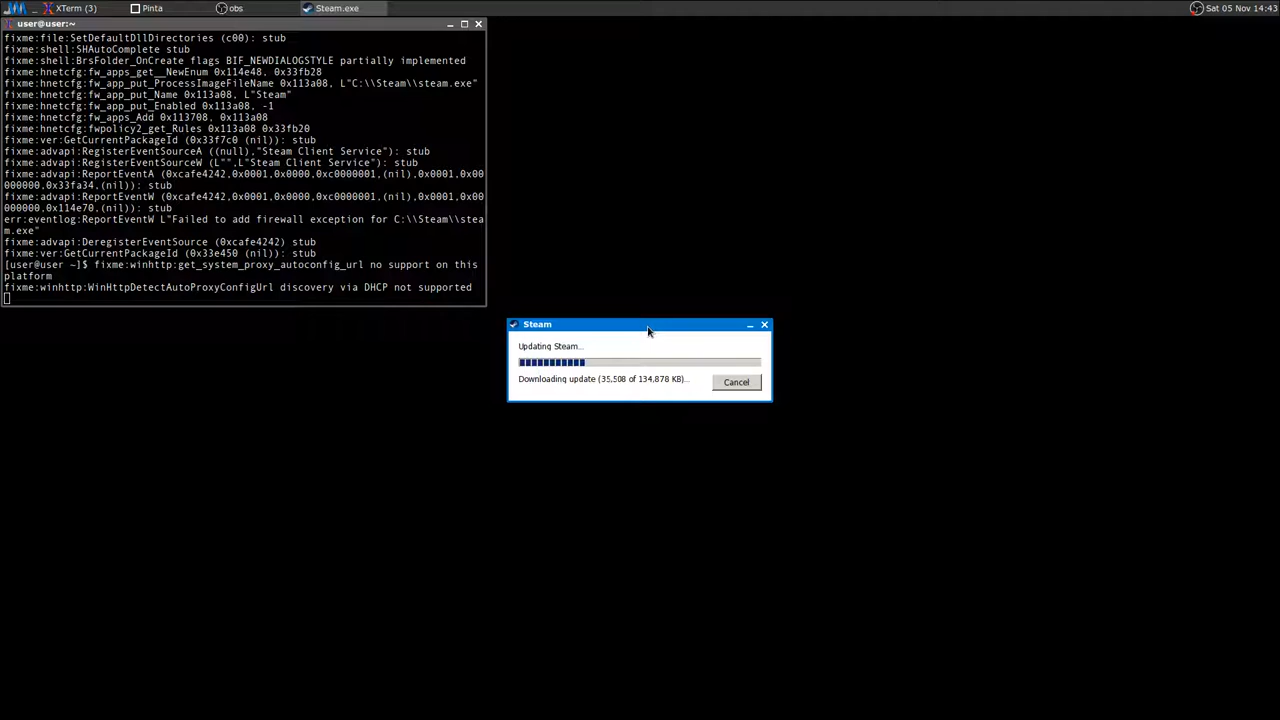 XTerm (3) Pinta obs Steam.exe Sat 05 Nov 14:43
user@user:~
fixme:file:SetDefaultDllDirectories (c00): stub
fixme:shell:SHAutoComplete stub
fixme:shell:BrsFolder_OnCreate flags BIF_NEWDIALOGSTYLE partially implemented
fixme:hnetcfg:fw_apps_get__NewEnum 0x114e48, 0x33fb28
fixme:hnetcfg:fw_app_put_ProcessImageFileName 0x113a08, L"C:\\Steam\\steam.exe"
fixme:hnetcfg:fw_app_put_Name 0x113a08, L"Steam"
fixme:hnetcfg:fw_app_put_Enabled 0x113a08, -1
fixme:hnetcfg:fw_apps_Add 0x113708, 0x113a08
fixme:hnetcfg:fwpolicy2_get_Rules 0x113a08 0x33fb20
fixme:ver:GetCurrentPackageId (0x33f7c0 (nil)): stub
fixme:advapi:RegisterEventSourceA ((null),"Steam Client Service"): stub
fixme:advapi:RegisterEventSourceW (L"",L"Steam Client Service"): stub
fixme:advapi:ReportEventA (0xcafe4242,0x0001,0x0000,0xc0000001,(nil),0x0001,0x00
000000,0x33fa34,(nil)): stub
fixme:advapi:ReportEventW (0xcafe4242,0x0001,0x0000,0xc0000001,(nil),0x0001,0x00
000000,0x114e70,(nil)): stub
err:eventlog:ReportEventW L"Failed to add firewall exception for C:\\Steam\\stea
m.exe"
fixme:advapi:DeregisterEventSource (0xcafe4242) stub
fixme:ver:GetCurrentPackageId (0x33e450 (nil)): stub
[user@user ~]$ fixme:winhttp:get_system_proxy_autoconfig_url no support on this
platform
fixme:winhttp:WinHttpDetectAutoProxyConfigUrl discovery via DHCP not supported
Steam
Updating Steam...
Downloading update (35,508 of 134,878 KB)...
Cancel